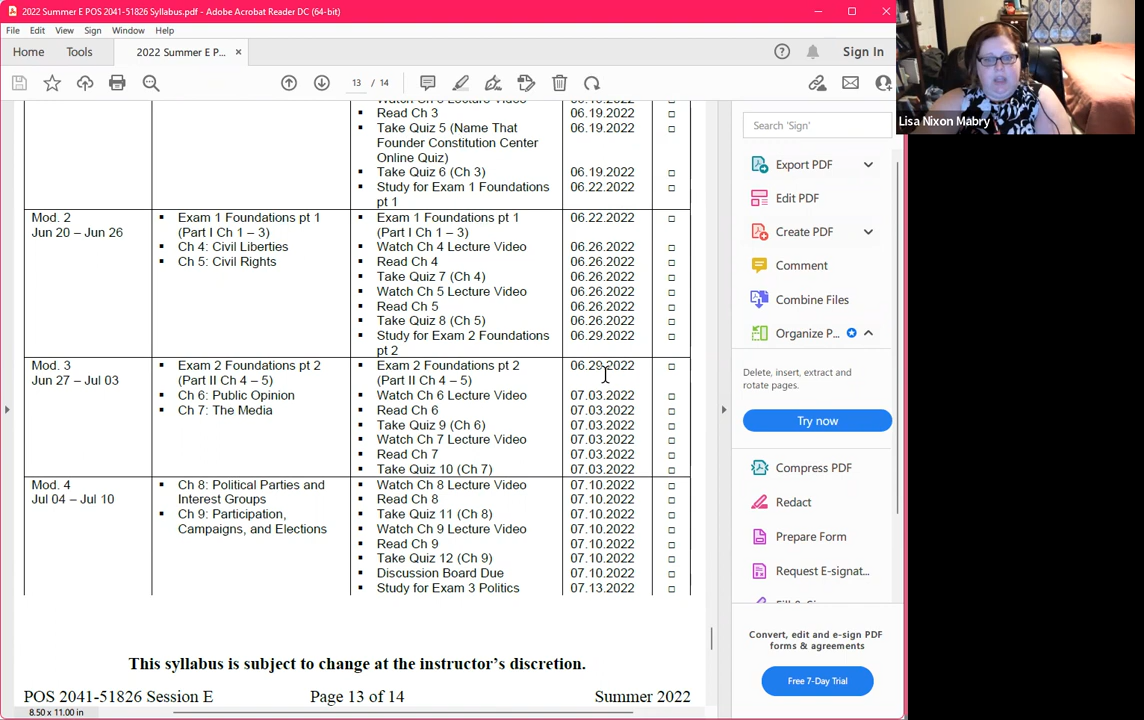 2022 Summer E POS 2041-51826 Syllabus.pdf - Adobe Acrobat Reader DC (64-bit)
File Edit View Sign Window Help
Home Tools 2022 Summer E P... × Sign In
13 / 14
Lisa Nixon Mabry
Watch Ch 3 Lecture Video 06.19.2022
▪ Read Ch 3 06.19.2022
▪ Take Quiz 5 (Name That 06.19.2022
Founder Constitution Center
Online Quiz)
▪ Take Quiz 6 (Ch 3) 06.19.2022
▪ Study for Exam 1 Foundations 06.22.2022
pt 1
Mod. 2 ▪ Exam 1 Foundations pt 1 ▪ Exam 1 Foundations pt 1 06.22.2022
Jun 20 – Jun 26 (Part I Ch 1 – 3) (Part I Ch 1 – 3)
▪ Ch 4: Civil Liberties ▪ Watch Ch 4 Lecture Video 06.26.2022
▪ Ch 5: Civil Rights ▪ Read Ch 4 06.26.2022
▪ Take Quiz 7 (Ch 4) 06.26.2022
▪ Watch Ch 5 Lecture Video 06.26.2022
▪ Read Ch 5 06.26.2022
▪ Take Quiz 8 (Ch 5) 06.26.2022
▪ Study for Exam 2 Foundations 06.29.2022
pt 2
Mod. 3 ▪ Exam 2 Foundations pt 2 ▪ Exam 2 Foundations pt 2 06.29.2022
Jun 27 – Jul 03 (Part II Ch 4 – 5) (Part II Ch 4 – 5)
▪ Ch 6: Public Opinion ▪ Watch Ch 6 Lecture Video 07.03.2022
▪ Ch 7: The Media ▪ Read Ch 6 07.03.2022
▪ Take Quiz 9 (Ch 6) 07.03.2022
▪ Watch Ch 7 Lecture Video 07.03.2022
▪ Read Ch 7 07.03.2022
▪ Take Quiz 10 (Ch 7) 07.03.2022
Mod. 4 ▪ Ch 8: Political Parties and ▪ Watch Ch 8 Lecture Video 07.10.2022
Jul 04 – Jul 10 Interest Groups ▪ Read Ch 8 07.10.2022
▪ Ch 9: Participation, ▪ Take Quiz 11 (Ch 8) 07.10.2022
Campaigns, and Elections ▪ Watch Ch 9 Lecture Video 07.10.2022
▪ Read Ch 9 07.10.2022
▪ Take Quiz 12 (Ch 9) 07.10.2022
▪ Discussion Board Due 07.10.2022
▪ Study for Exam 3 Politics 07.13.2022
This syllabus is subject to change at the instructor's discretion.
POS 2041-51826 Session E Page 13 of 14 Summer 2022
8.50 x 11.00 in
Search 'Sign'
Export PDF
Edit PDF
Create PDF
Comment
Combine Files
Organize P...
Delete, insert, extract and
rotate pages.
Try now
Compress PDF
Redact
Prepare Form
Request E-signat...
Convert, edit and e-sign PDF
forms & agreements
Free 7-Day Trial